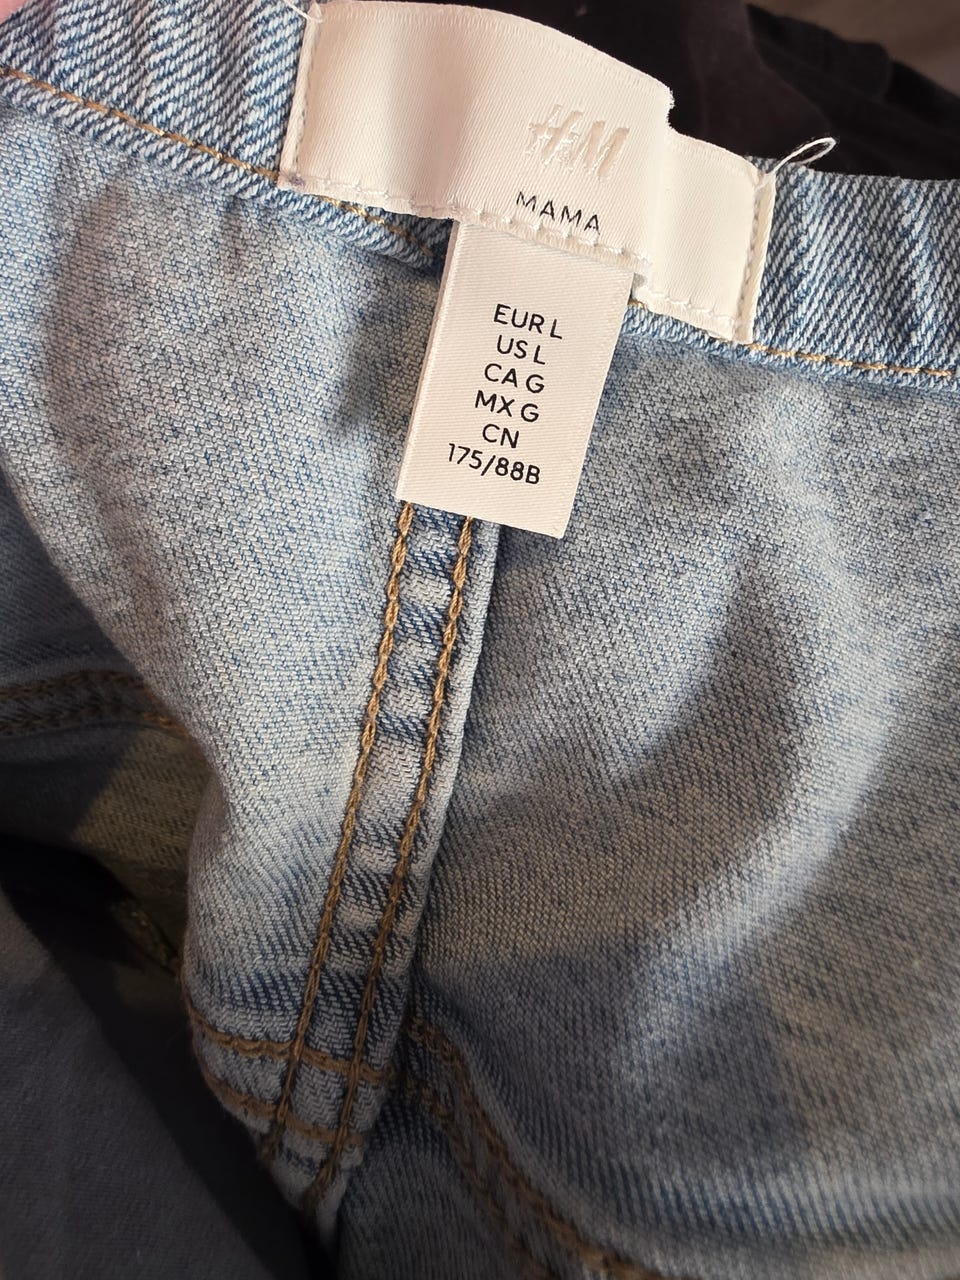 H&M
MAMA
EUR L
US L
CA G
MX G
CN
175/88B